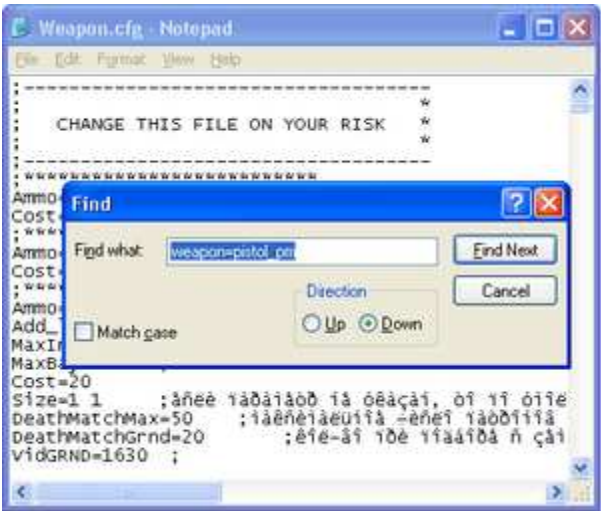 Weapon.cfg - Notepad
File Edit Format View Help
;---------------------------------------------
; *
; CHANGE THIS FILE ON YOUR RISK *
; *
;---------------------------------------------
;***************************
Ammo
Cost=
;***
Ammo
Cost=
;***
Ammo
Add_
MaxIn
MaxBa
Cost=20
Size=1 1
DeathMatchMax=50
DeathMatchGrnd=20
vidGRND=1630 ;
Find
Find what:
weapon=pistol_pm
Find Next
Cancel
Direction
Up Down
Match case